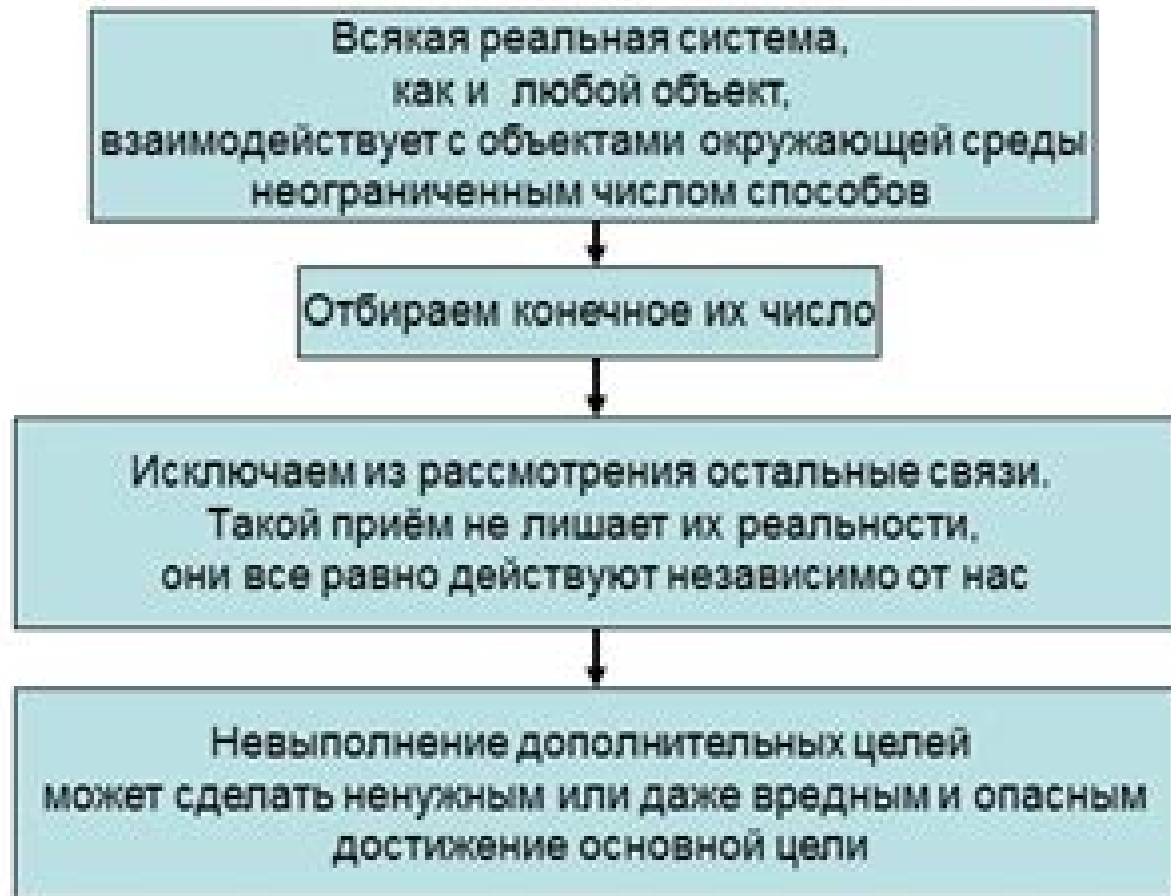 Всякая реальная система,
как и любой объект,
взаимодействует с объектами окружающей среды
неограниченным числом способов
Отбираем конечное их число
Исключаем из рассмотрения остальные связи.
Такой приём не лишает их реальности,
они все равно действуют независимо от нас
Невыполнение дополнительных целей
может сделать ненужным или даже вредным и опасным
достижение основной цели